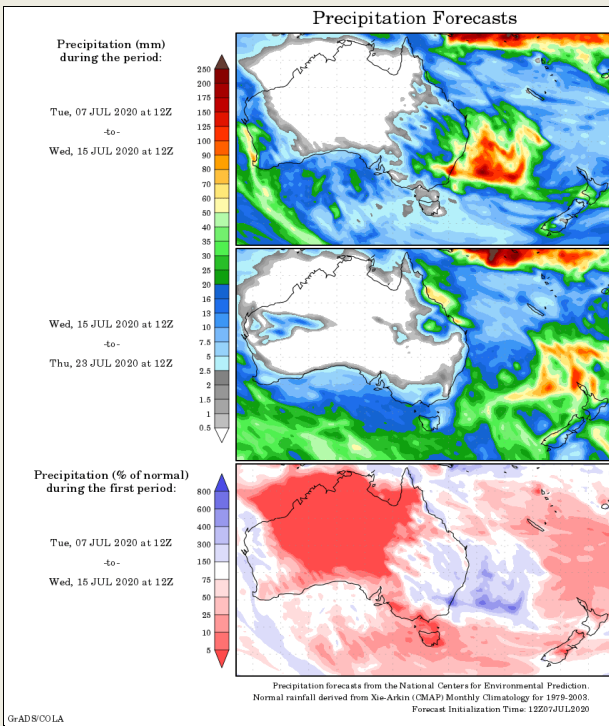 Precipitation Forecasts
Precipitation (mm)
during the period:
Tue, 07 JUL 2020 at 12Z
-to-
Wed, 15 JUL 2020 at 12Z
250
200
175
150
125
100
90
80
70
60
50
40
35
30
25
20
16
13
10
7.5
5
2.5
2
1.5
1
0.5
Wed, 15 JUL 2020 at 12Z
-to-
Thu, 23 JUL 2020 at 12Z
Precipitation (% of normal)
during the first period:
Tue, 07 JUL 2020 at 12Z
-to-
Wed, 15 JUL 2020 at 12Z
800
600
400
300
150
75
50
25
10
5
Precipitation forecasts from the National Centers for Environmental Prediction.
Normal rainfall derived from Xie-Arkin (CMAP) Monthly Climatology for 1979-2003.
Forecast Initialization Time: 12Z07JUL2020
GrADS/COLA